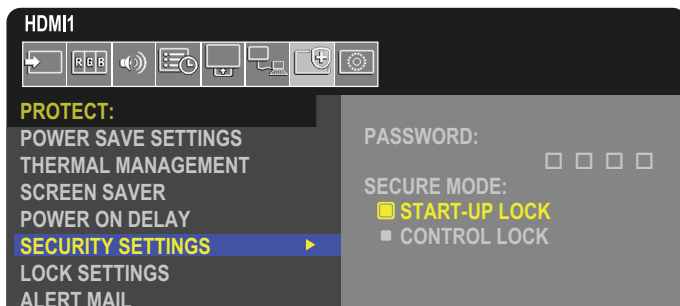 HDMI1
R G B
PROTECT:
POWER SAVE SETTINGS
THERMAL MANAGEMENT
SCREEN SAVER
POWER ON DELAY
SECURITY SETTINGS
LOCK SETTINGS
ALERT MAIL
PASSWORD:
SECURE MODE:
START-UP LOCK
CONTROL LOCK